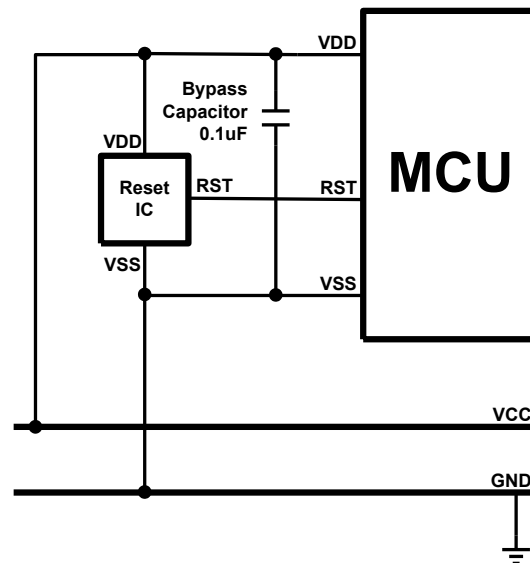 VDD
Bypass
Capacitor
0.1uF
VDD
Reset
IC
RST
RST
MCU
VSS
VSS
VCC
GND